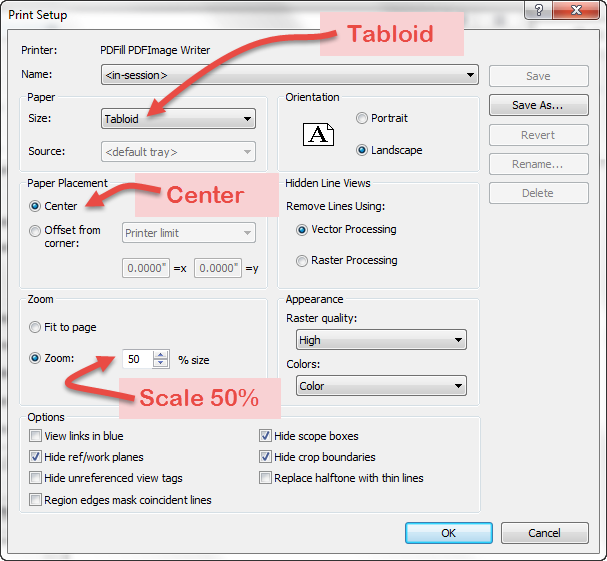 Print Setup
Tabloid
Printer: PDFill PDFImage Writer
Name: <in-session>
Save
Paper
Size: Tabloid
Source: <default tray>
Orientation
A
Portrait
Landscape
Save As...
Revert
Rename...
Delete
Paper Placement
Center
Center
Offset from
corner:
Printer limit
0.0000" =x 0.0000" =y
Hidden Line Views
Remove Lines Using:
Vector Processing
Raster Processing
Zoom
Fit to page
Zoom: 50 % size
Scale 50%
Appearance
Raster quality:
High
Colors:
Color
Options
View links in blue
Hide scope boxes
Hide ref/work planes
Hide crop boundaries
Hide unreferenced view tags
Replace halftone with thin lines
Region edges mask coincident lines
OK
Cancel